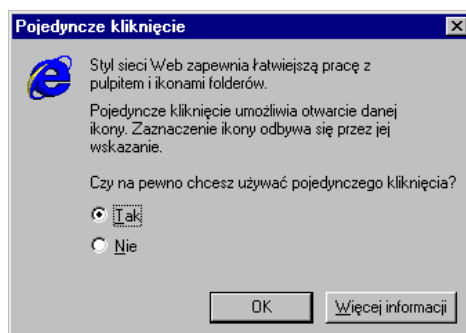 Pojedyncze kliknięcie
Styl sieci Web zapewnia łatwiejszą pracę z
pulpitem i ikonami folderów.
Pojedyncze kliknięcie umożliwia otwarcie danej
ikony. Zaznaczenie ikony odbywa się przez jej
wskazanie.
Czy na pewno chcesz używać pojedynczego kliknięcia?
Tak
Nie
OK
Więcej informacji